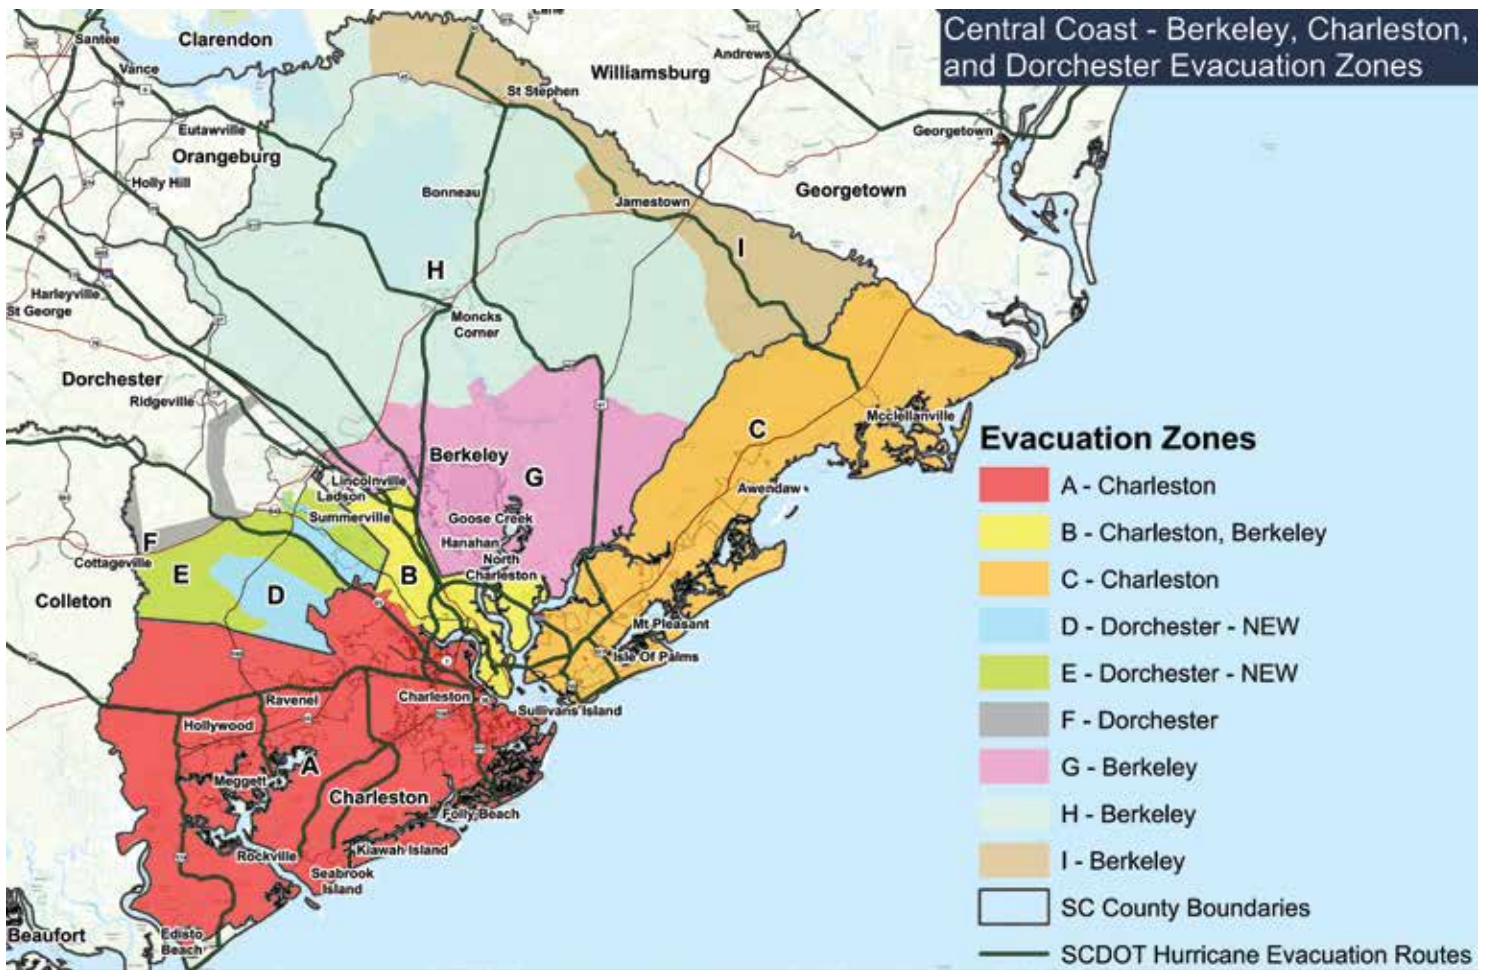 Central Coast - Berkeley, Charleston,
and Dorchester Evacuation Zones
Santee
Clarendon
Vance
Andrews
Williamsburg
St Stephen
Eutawville
Georgetown
Orangeburg
Holly Hill
Bonneau
Georgetown
Jamestown
I
H
Harleyville
St George
Moncks
Corner
Dorchester
Ridgeville
Mcclellanville
C
Berkeley
G
Lincolnville
Ladson
Awendaw
Summerville
Goose Creek
F
Hanahan
Cottageville
North
Charleston
E
B
D
Colleton
Mt Pleasant
Isle Of Palms
Ravenel
Charleston
Sullivans Island
Hollywood
A
Meggett
Charleston
Folly Beach
Rockville
Kiawah Island
Seabrook
Island
Beaufort
Edisto
Beach
Evacuation Zones
A - Charleston
B - Charleston, Berkeley
C - Charleston
D - Dorchester - NEW
E - Dorchester - NEW
F - Dorchester
G - Berkeley
H - Berkeley
I - Berkeley
SC County Boundaries
SCDOT Hurricane Evacuation Routes